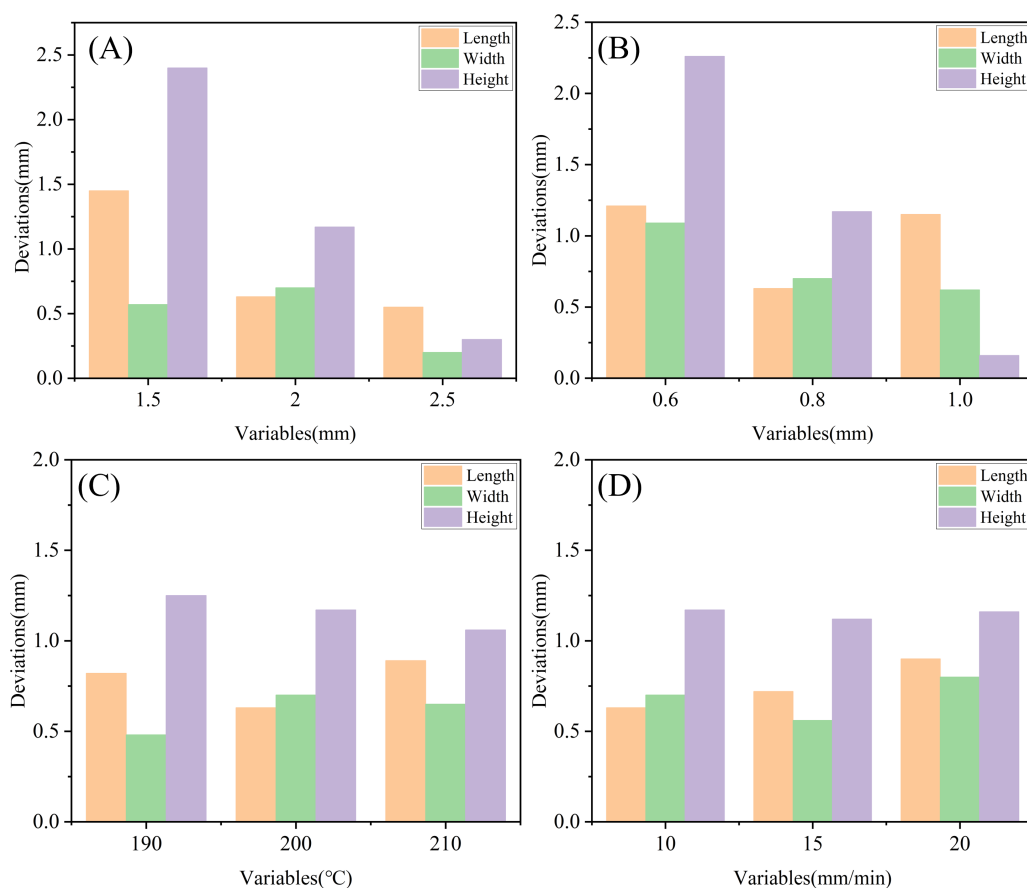 (A)
Length
Width
Height
2.5
2.0
1.5
1.0
0.5
0.0
Deviations(mm)
1.5 2 2.5
Variables(mm)
(B)
Length
Width
Height
2.5
2.0
1.5
1.0
0.5
0.0
Deviations(mm)
0.6 0.8 1.0
Variables(mm)
(C)
Length
Width
Height
2.0
1.5
1.0
0.5
0.0
Deviations(mm)
190 200 210
Variables(℃)
(D)
Length
Width
Height
2.0
1.5
1.0
0.5
0.0
Deviations(mm)
10 15 20
Variables(mm/min)